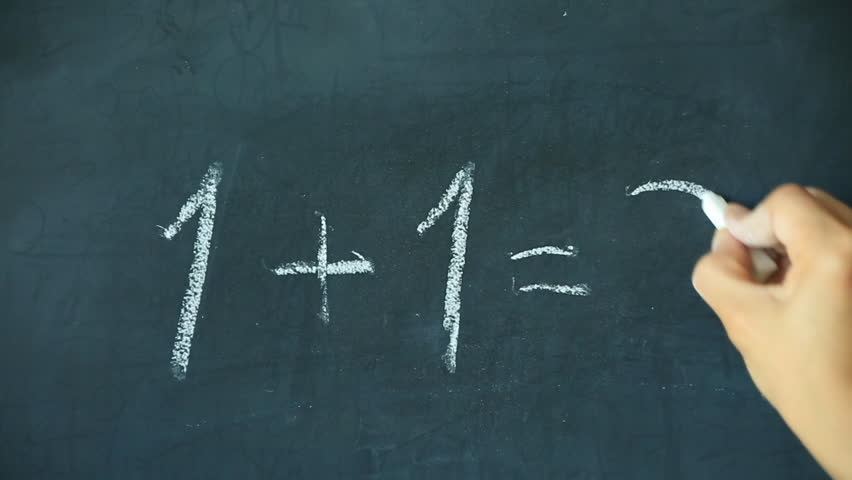 1 + 1 =